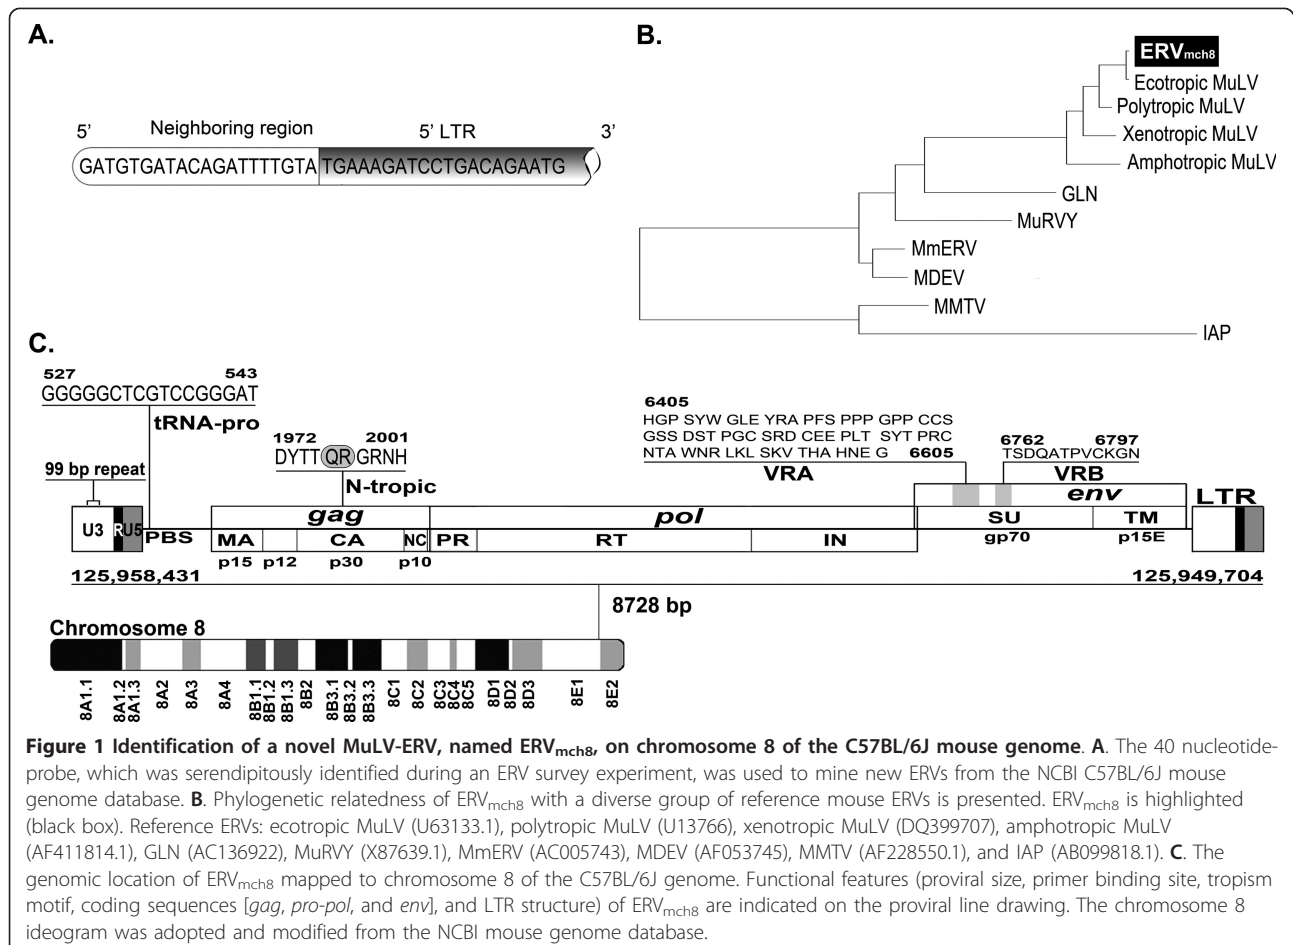 A.
5' Neighboring region 5' LTR 3'
GATGTGATACAGATTTTGTA TGAAAGATCCTGACAGAATG
B.
ERVmch8
Ecotropic MuLV
Polytropic MuLV
Xenotropic MuLV
Amphotropic MuLV
GLN
MuRVY
MmERV
MDEV
MMTV
IAP
C.
527 543
GGGGGCTCGTCCGGGAT
tRNA-pro
1972 2001
DYTT QR GRNH
N-tropic
6405
HGP SYW GLE YRA PFS PPP GPP CCS
GSS DST PGC SRD CEE PLT SYT PRC
NTA WNR LKL SKV THA HNE G 6605
VRA
6762 6797
TSDQATPVCKGN
VRB
99 bp repeat
U3 R U5
PBS
gag pol env LTR
MA CA NC PR RT IN SU TM
p15 p12 p30 p10 gp70 p15E
125,958,431 125,949,704
8728 bp
Chromosome 8
8A1.1 8A1.2 8A1.3 8A2 8A3 8A4 8B1.1 8B1.2 8B1.3 8B2 8B3.1 8B3.2 8B3.3 8C1 8C2 8C3 8C4 8C5 8D1 8D2 8D3 8E1 8E2
Figure 1 Identification of a novel MuLV-ERV, named ERVmch8, on chromosome 8 of the C57BL/6J mouse genome. A. The 40 nucleotide-
probe, which was serendipitously identified during an ERV survey experiment, was used to mine new ERVs from the NCBI C57BL/6J mouse
genome database. B. Phylogenetic relatedness of ERVmch8 with a diverse group of reference mouse ERVs is presented. ERVmch8 is highlighted
(black box). Reference ERVs: ecotropic MuLV (U63133.1), polytropic MuLV (U13766), xenotropic MuLV (DQ399707), amphotropic MuLV
(AF411814.1), GLN (AC136922), MuRVY (X87639.1), MmERV (AC005743), MDEV (AF053745), MMTV (AF228550.1), and IAP (AB099818.1). C. The
genomic location of ERVmch8 mapped to chromosome 8 of the C57BL/6J genome. Functional features (proviral size, primer binding site, tropism
motif, coding sequences [gag, pro-pol, and env], and LTR structure) of ERVmch8 are indicated on the proviral line drawing. The chromosome 8
ideogram was adopted and modified from the NCBI mouse genome database.